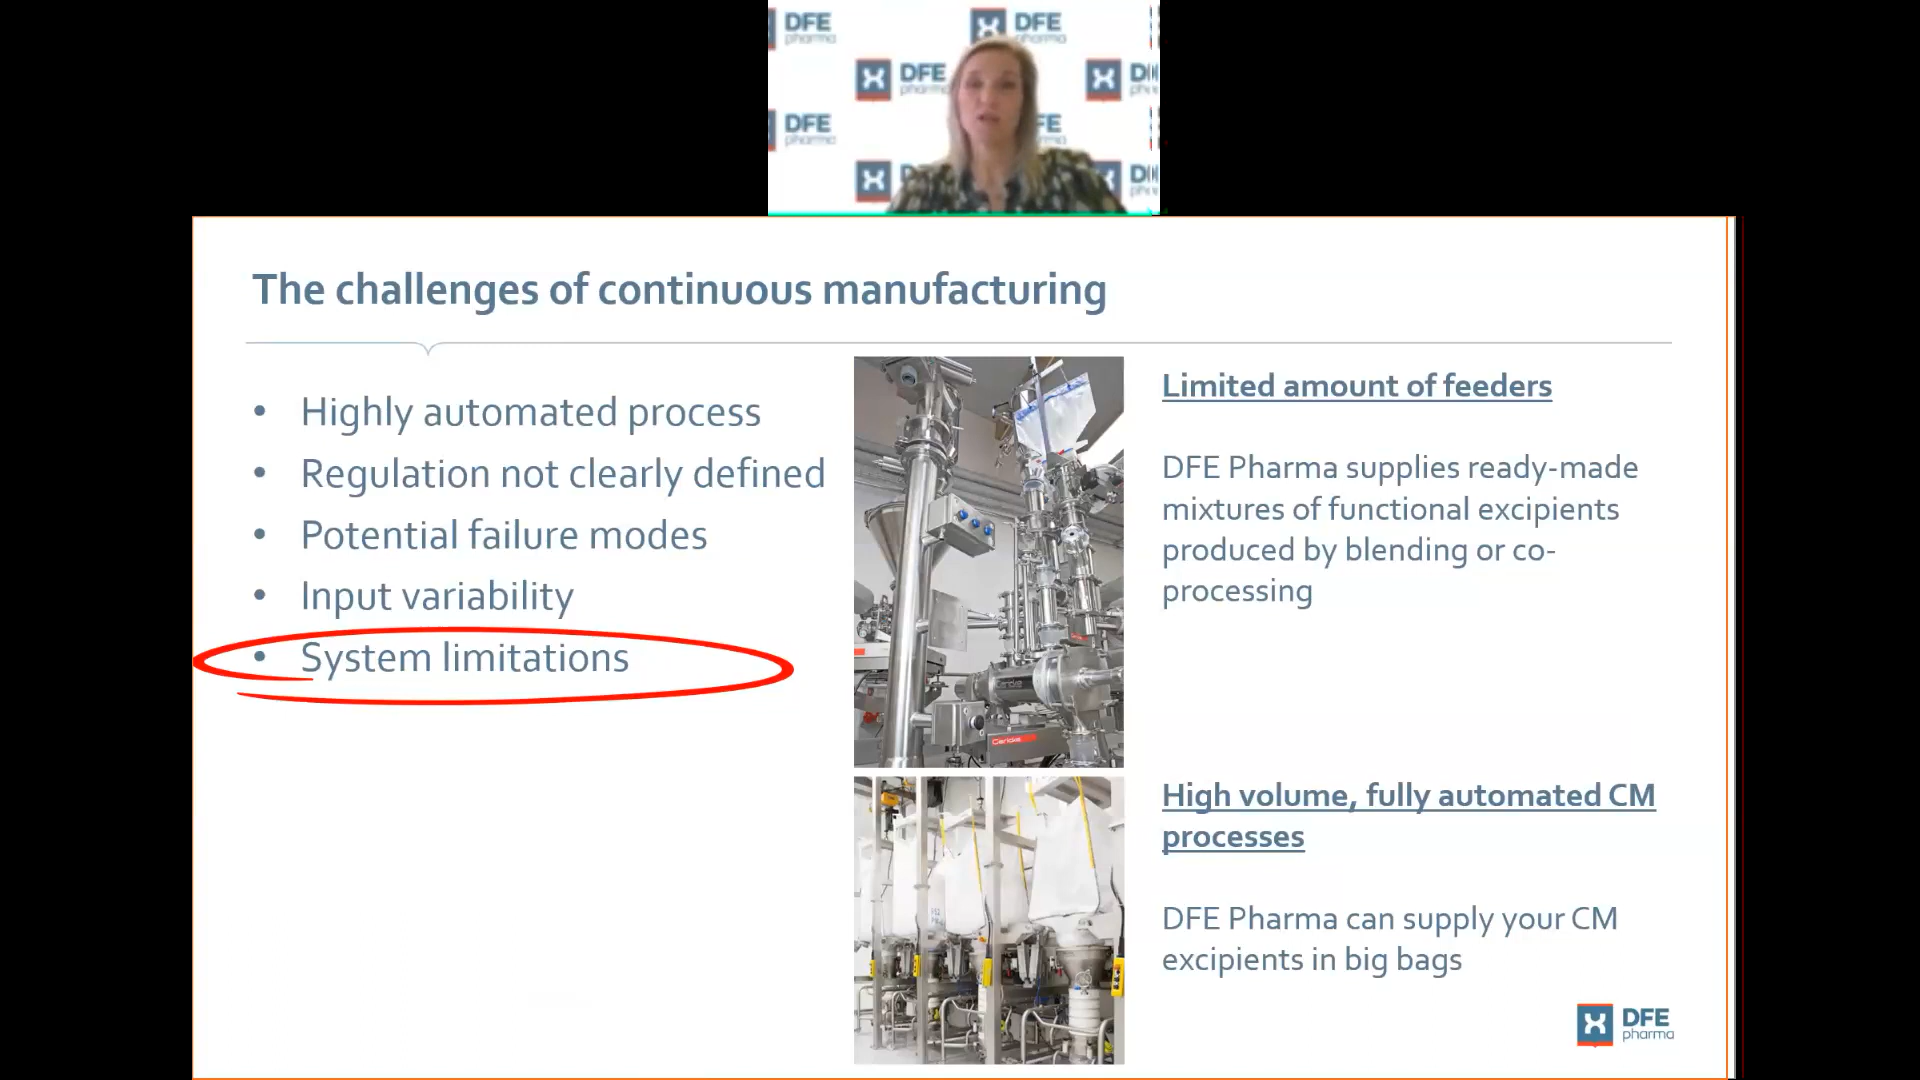 DFE
pharma
DFE
pharma
DFE
pharma
DFE
pharma
The challenges of continuous manufacturing
• Highly automated process
• Regulation not clearly defined
• Potential failure modes
• Input variability
• System limitations
Limited amount of feeders
DFE Pharma supplies ready-made
mixtures of functional excipients
produced by blending or co-
processing
Gericke
Gericke
High volume, fully automated CM
processes
DFE Pharma can supply your CM
excipients in big bags
DFE
pharma